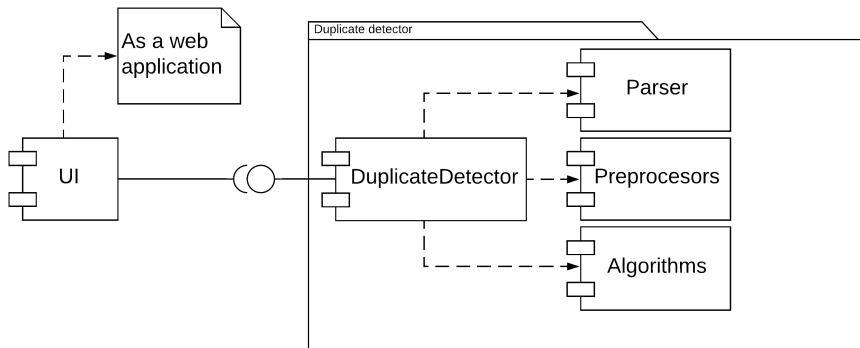 As a web
application
Duplicate detector
Parser
UI
DuplicateDetector
Preprocesors
Algorithms